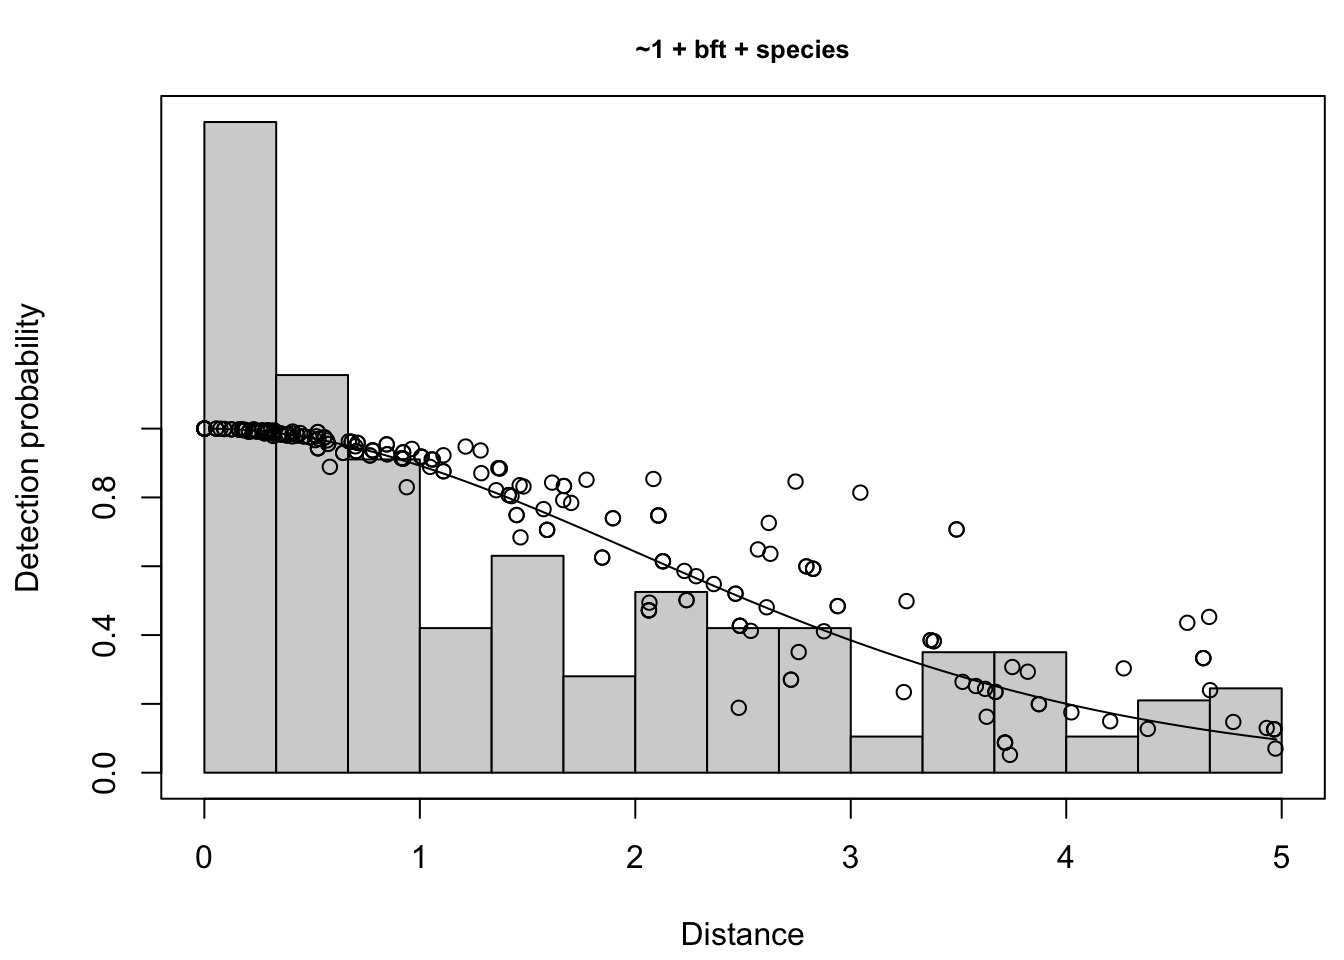 ~1 + bft + species
Detection probability
0.8
0.4
0.0
0 1 2 3 4 5
Distance